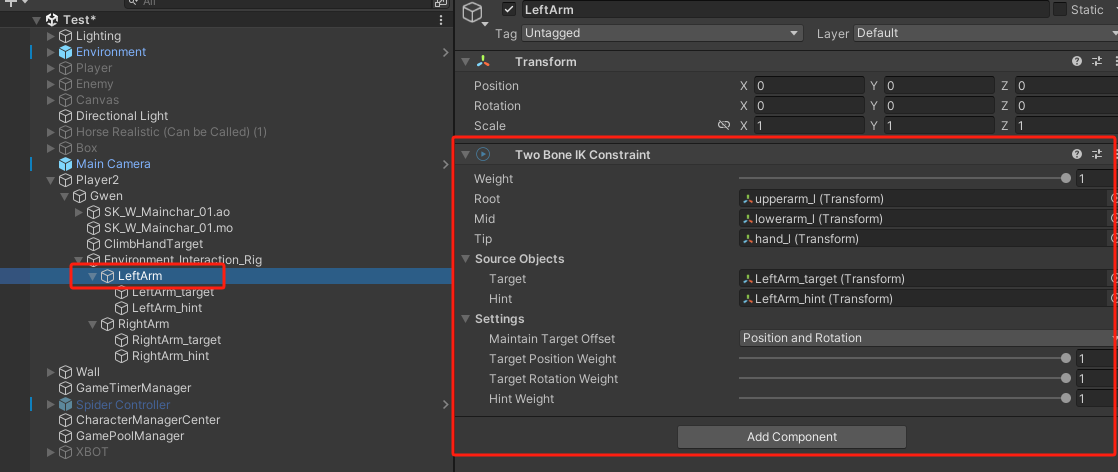 All
Test*
Lighting
Environment
Player
Enemy
Canvas
Directional Light
Horse Realistic (Can be Called) (1)
Box
Main Camera
Player2
Gwen
SK_W_Mainchar_01.ao
SK_W_Mainchar_01.mo
ClimbHandTarget
Environment_Interaction_Rig
LeftArm
LeftArm_target
LeftArm_hint
RightArm
RightArm_target
RightArm_hint
Wall
GameTimerManager
Spider Controller
CharacterManagerCenter
GamePoolManager
XBOT
LeftArm Static
Tag Untagged Layer Default
Transform
Position X 0 Y 0 Z 0
Rotation X 0 Y 0 Z 0
Scale X 1 Y 1 Z 1
Two Bone IK Constraint
Weight 1
Root upperarm_l (Transform)
Mid lowerarm_l (Transform)
Tip hand_l (Transform)
Source Objects
Target LeftArm_target (Transform)
Hint LeftArm_hint (Transform)
Settings
Maintain Target Offset Position and Rotation
Target Position Weight 1
Target Rotation Weight 1
Hint Weight 1
Add Component